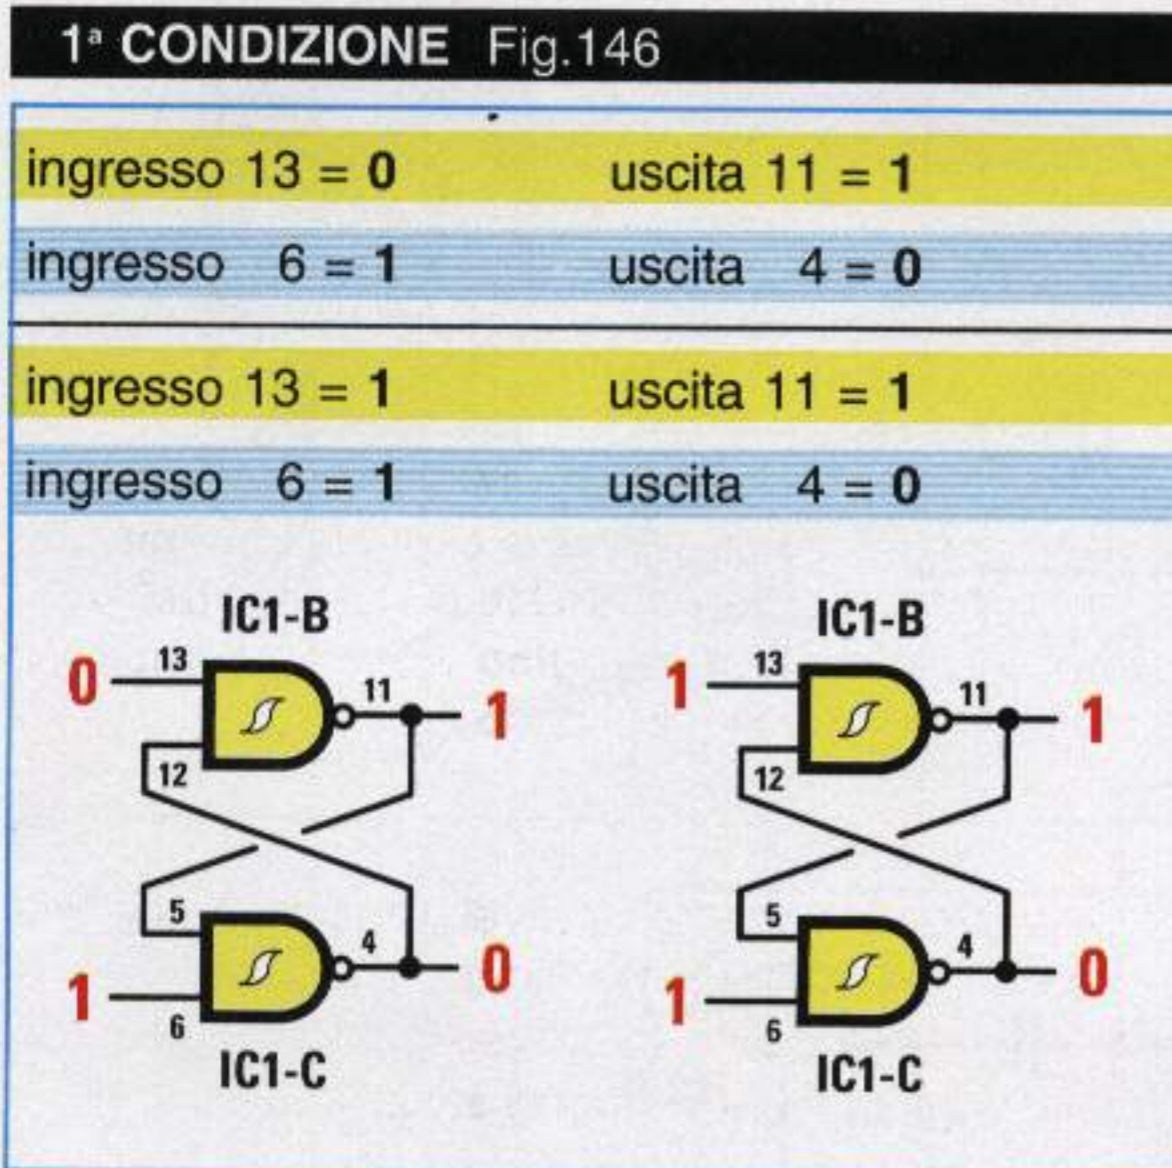 1ª CONDIZIONE Fig.146
ingresso 13 = 0 uscita 11 = 1
ingresso 6 = 1 uscita 4 = 0
ingresso 13 = 1 uscita 11 = 1
ingresso 6 = 1 uscita 4 = 0
IC1-B
0 13 11 1
12
5 4 0
1 6
IC1-C
IC1-B
1 13 11 1
12
5 4 0
1 6
IC1-C